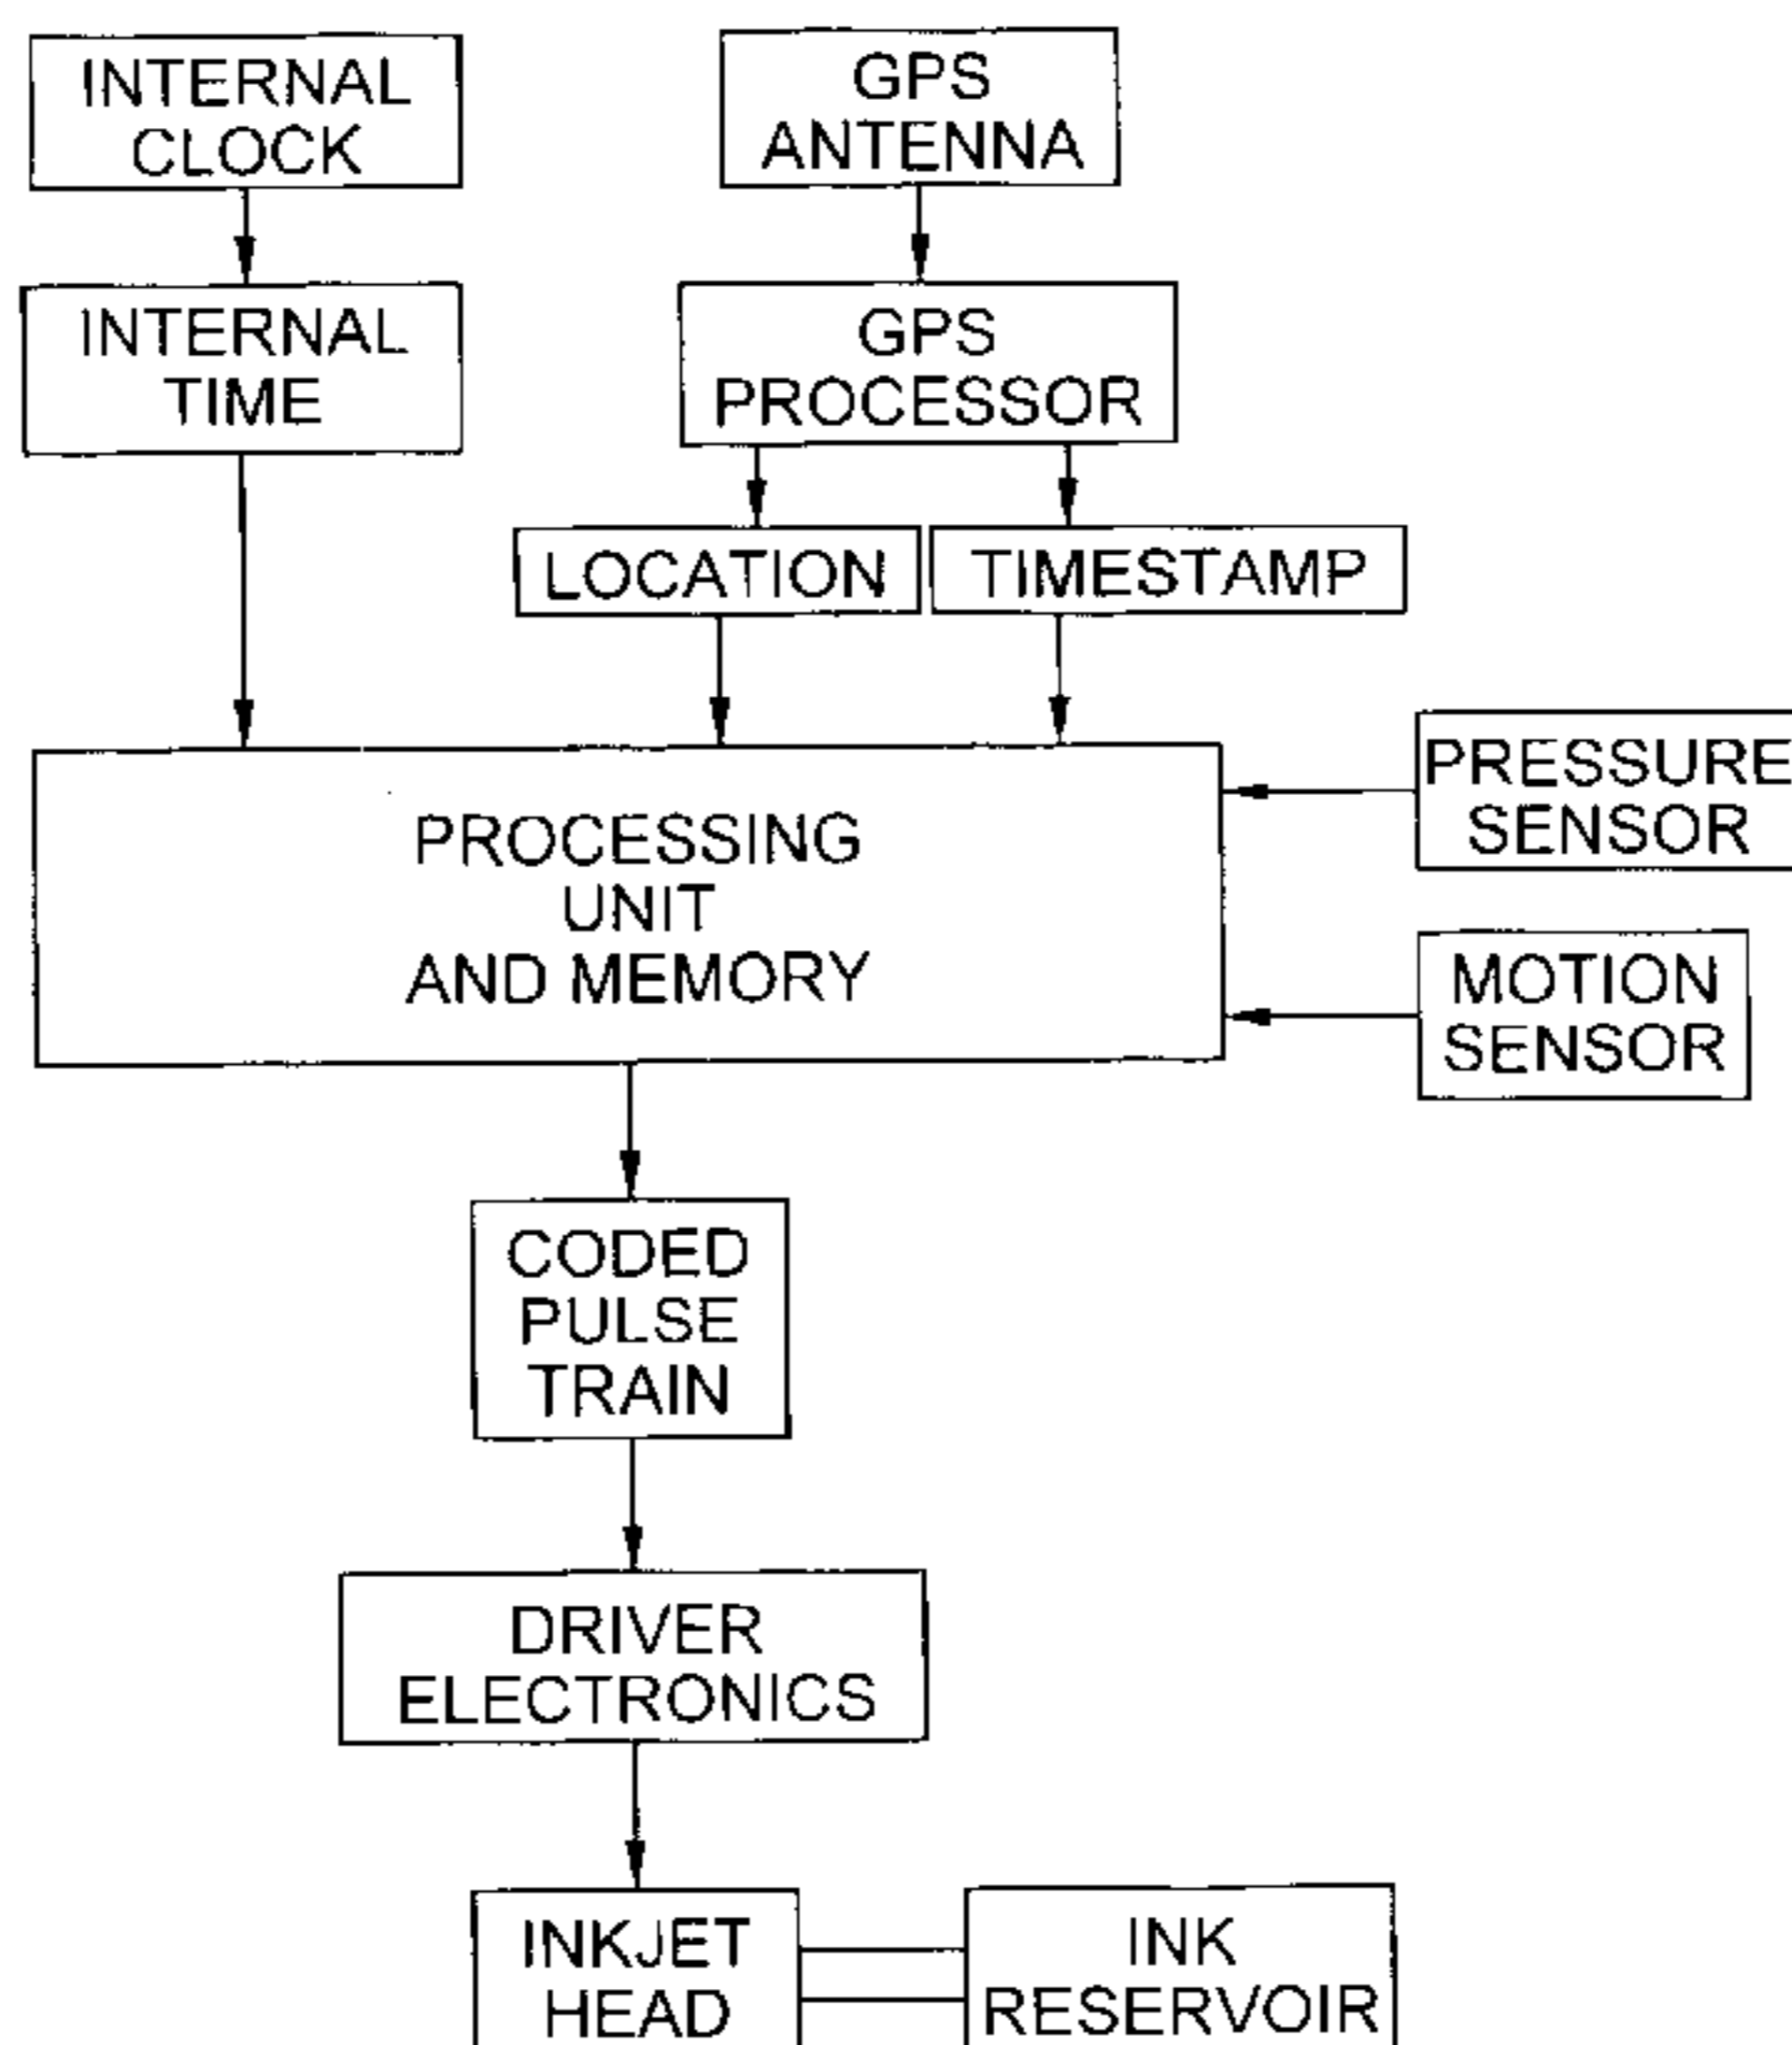 INTERNAL
CLOCK
GPS
ANTENNA
INTERNAL
TIME
GPS
PROCESSOR
LOCATION
TIMESTAMP
PROCESSING
UNIT
AND MEMORY
PRESSURE
SENSOR
MOTION
SENSOR
CODED
PULSE
TRAIN
DRIVER
ELECTRONICS
INKJET
HEAD
INK
RESERVOIR